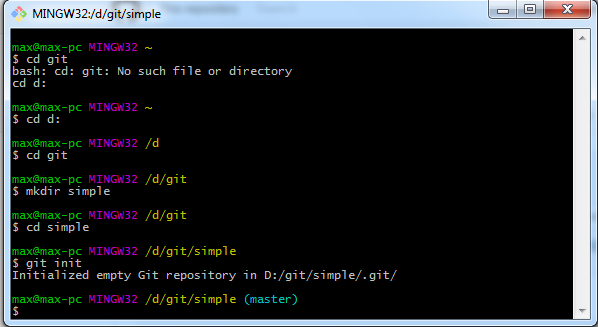 MINGW32:/d/git/simple
max@max-pc MINGW32 ~
$ cd git
bash: cd: git: No such file or directory
cd d:
max@max-pc MINGW32 ~
$ cd d:
max@max-pc MINGW32 /d
$ cd git
max@max-pc MINGW32 /d/git
$ mkdir simple
max@max-pc MINGW32 /d/git
$ cd simple
max@max-pc MINGW32 /d/git/simple
$ git init
Initialized empty Git repository in D:/git/simple/.git/
max@max-pc MINGW32 /d/git/simple (master)
$